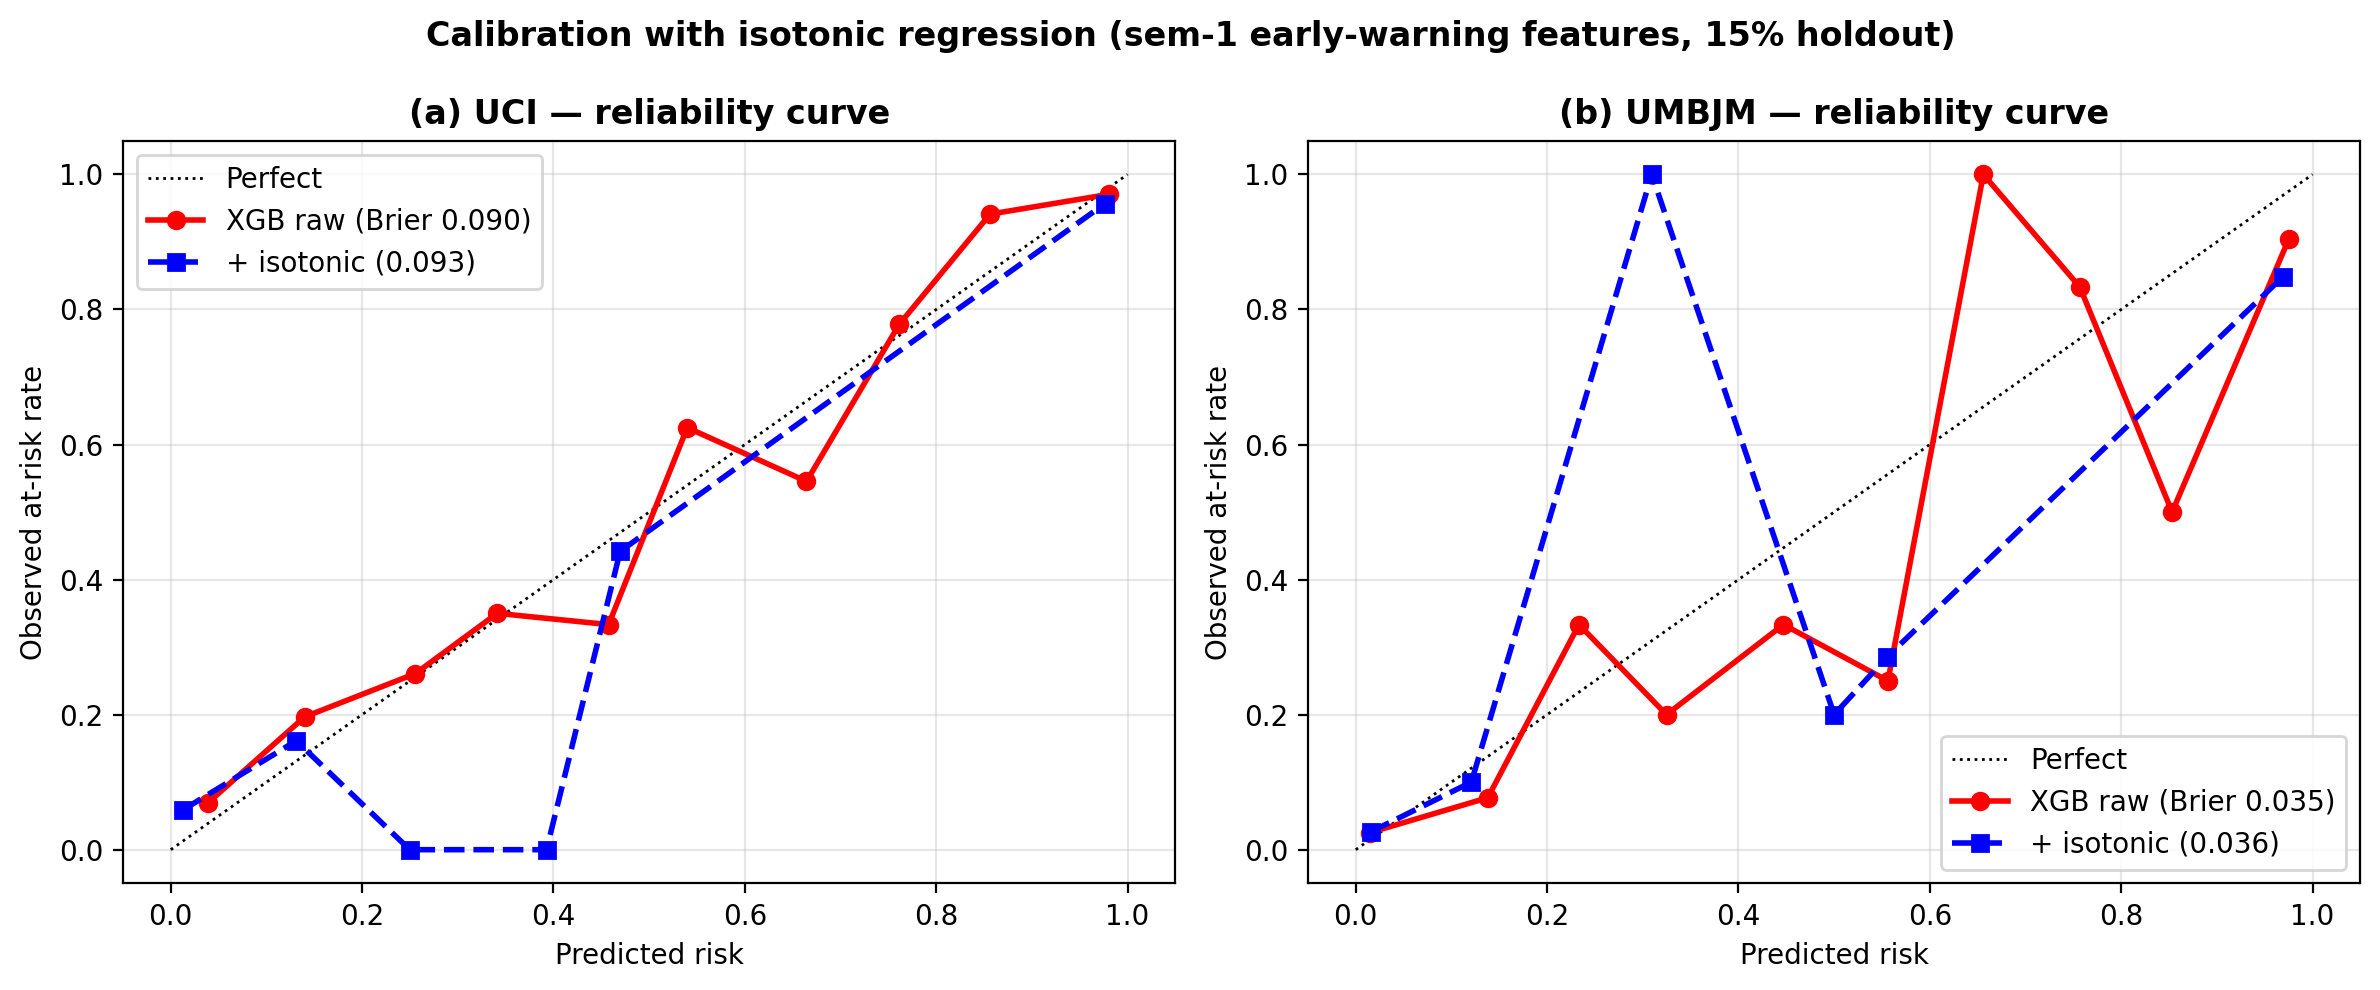 Calibration with isotonic regression (sem-1 early-warning features, 15% holdout)
(a) UCI — reliability curve
Perfect
XGB raw (Brier 0.090)
+ isotonic (0.093)
1.0
0.8
0.6
0.4
0.2
0.0
Observed at-risk rate
0.0 0.2 0.4 0.6 0.8 1.0
Predicted risk
(b) UMBJM — reliability curve
1.0
0.8
0.6
0.4
0.2
0.0
Observed at-risk rate
Perfect
XGB raw (Brier 0.035)
+ isotonic (0.036)
0.0 0.2 0.4 0.6 0.8 1.0
Predicted risk